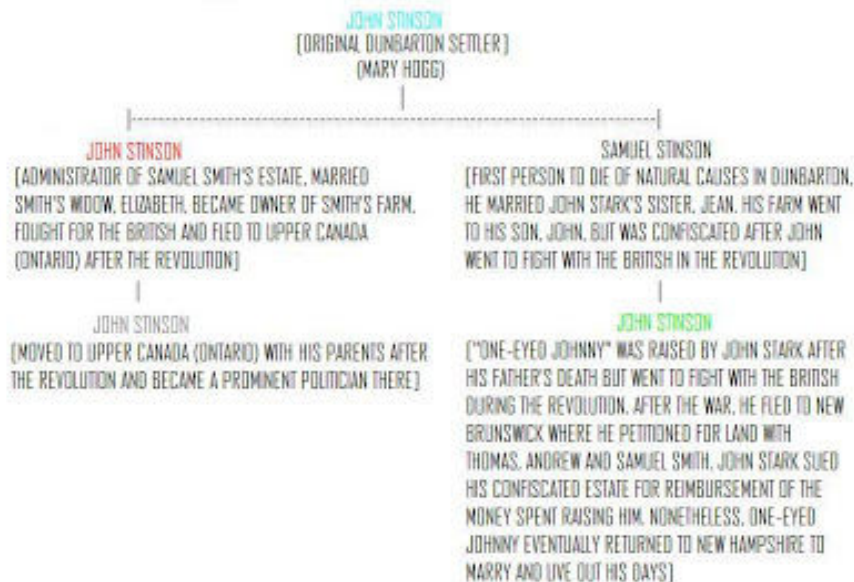 JOHN STINSON
[ORIGINAL DUNBARTON SETTLER]
(MARY HOGG)
JOHN STINSON
[ADMINISTRATOR OF SAMUEL SMITH'S ESTATE, MARRIED
SMITH'S WIDOW, ELIZABETH, BECAME OWNER OF SMITH'S FARM.
FOUGHT FOR THE BRITISH AND FLED TO UPPER CANADA
(ONTARIO) AFTER THE REVOLUTION]
JOHN STINSON
[MOVED TO UPPER CANADA (ONTARIO) WITH HIS PARENTS AFTER
THE REVOLUTION AND BECAME A PROMINENT POLITICIAN THERE]
SAMUEL STINSON
[FIRST PERSON TO DIE OF NATURAL CAUSES IN DUNBARTON.
HE MARRIED JOHN STARK'S SISTER, JEAN. HIS FARM WENT
TO HIS SON, JOHN, BUT WAS CONFISCATED AFTER JOHN
WENT TO FIGHT WITH THE BRITISH IN THE REVOLUTION]
JOHN STINSON
["ONE-EYED JOHNNY" WAS RAISED BY JOHN STARK AFTER
HIS FATHER'S DEATH BUT WENT TO FIGHT WITH THE BRITISH
DURING THE REVOLUTION. AFTER THE WAR, HE FLED TO NEW
BRUNSWICK WHERE HE PETITIONED FOR LAND WITH
THOMAS, ANDREW AND SAMUEL SMITH. JOHN STARK SUED
HIS CONFISCATED ESTATE FOR REIMBURSEMENT OF THE
MONEY SPENT RAISING HIM. NONETHELESS, ONE-EYED
JOHNNY EVENTUALLY RETURNED TO NEW HAMPSHIRE TO
MARRY AND LIVE OUT HIS DAYS]